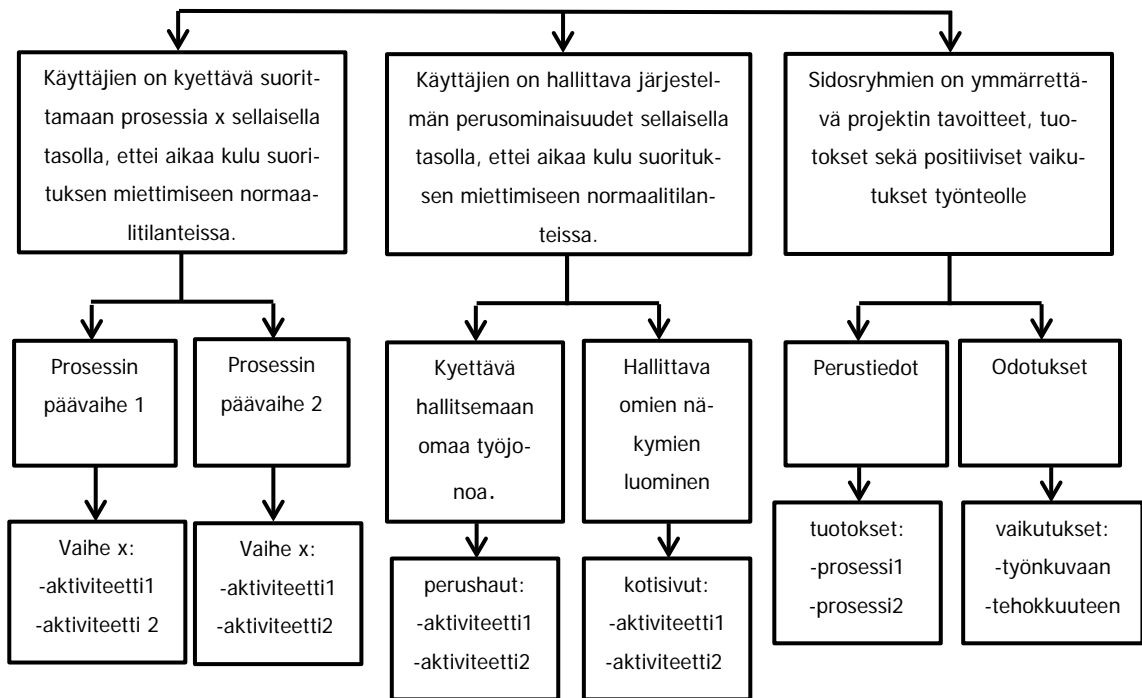 Käyttäjien on kyettävä suorit-
tamaan prosessia x sellaisella
tasolla, ettei aikaa kulu suori-
tuksen miettimiseen normaa-
litilanteissa.
Käyttäjien on hallittava järjestel-
män perusominaisuudet sellaisella
tasolla, ettei aikaa kulu suorituk-
sen miettimiseen normaalitilan-
teissa.
Sidosryhmien on ymmärrettä-
vä projektin tavoitteet, tuo-
tokset sekä positiiviset vaiku-
tukset työnteolle
Prosessin
päävaihe 1
Prosessin
päävaihe 2
Kyettävä
hallitsemaan
omaa työjo-
noa.
Hallittava
omien nä-
kymien
luominen
Perustiedot
Odotukset
Vaihe x:
-aktiviteetti1
-aktiviteetti 2
Vaihe x:
-aktiviteetti1
-aktiviteetti2
perushaut:
-aktiviteetti1
-aktiviteetti2
kotisivut:
-aktiviteetti1
-aktiviteetti2
tuotokset:
-prosessi1
-prosessi2
vaikutukset:
-työnkuvaan
-tehokkuuteen